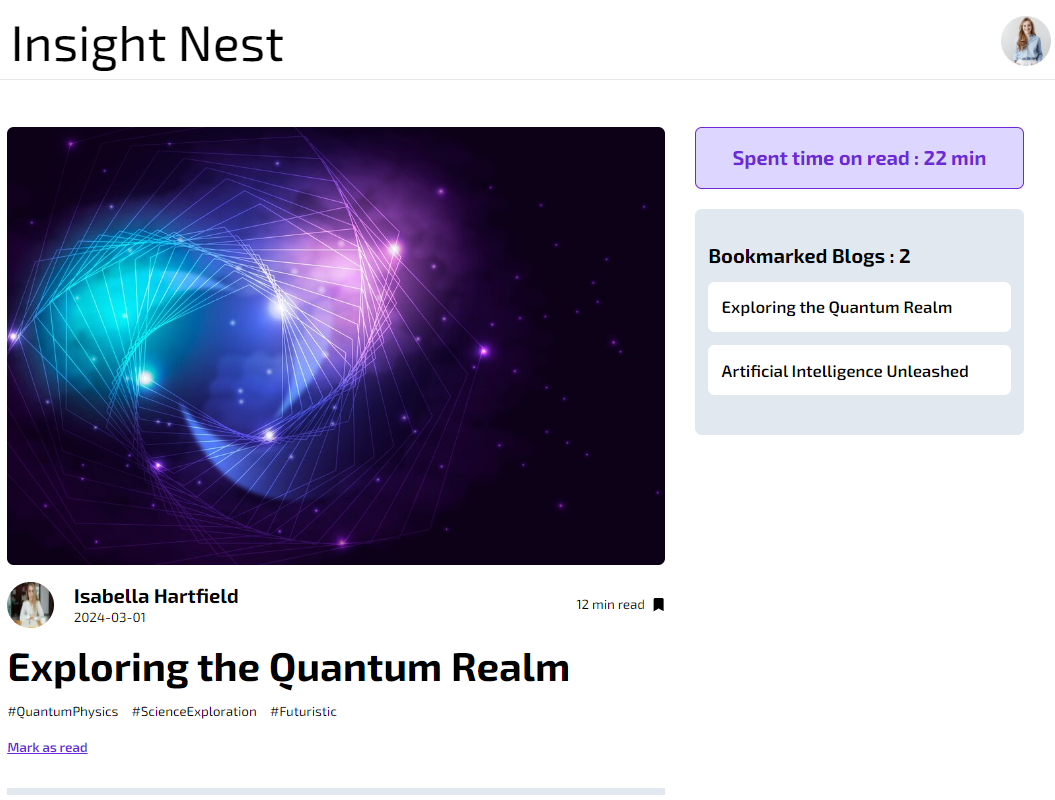 Insight Nest
Spent time on read : 22 min
Bookmarked Blogs : 2
Exploring the Quantum Realm
Artificial Intelligence Unleashed
Isabella Hartfield
2024-03-01
12 min read
Exploring the Quantum Realm
#QuantumPhysics #ScienceExploration #Futuristic
Mark as read